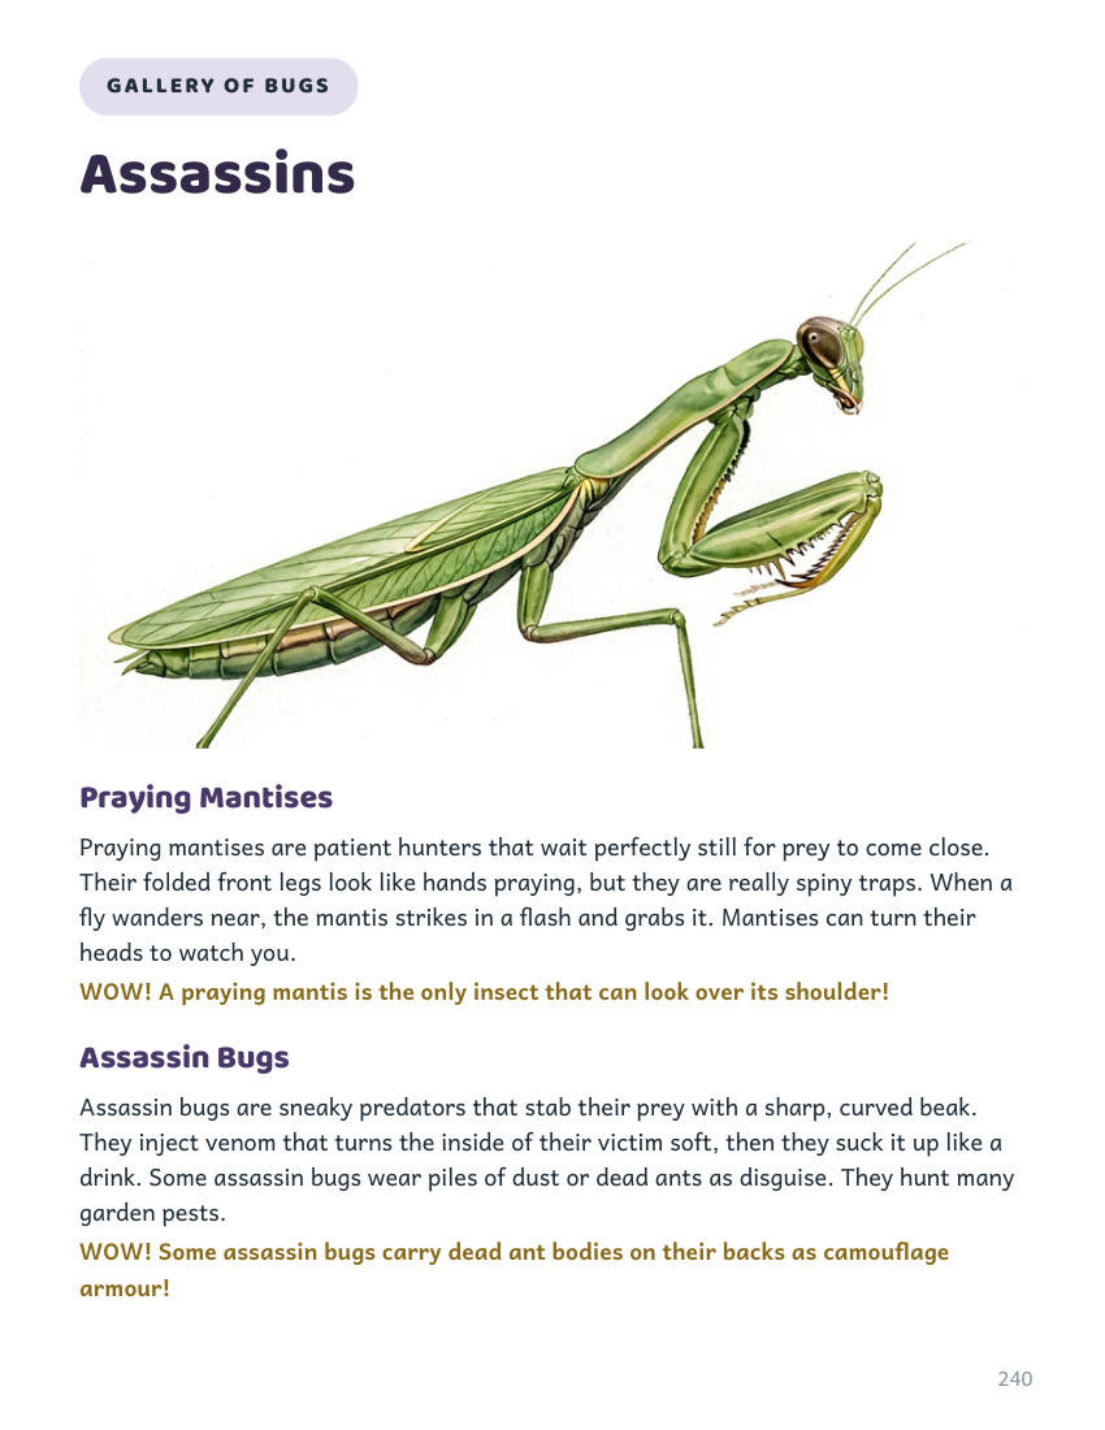 GALLERY OF BUGS
Assassins
Praying Mantises
Praying mantises are patient hunters that wait perfectly still for prey to come close.
Their folded front legs look like hands praying, but they are really spiny traps. When a
fly wanders near, the mantis strikes in a flash and grabs it. Mantises can turn their
heads to watch you.
WOW! A praying mantis is the only insect that can look over its shoulder!
Assassin Bugs
Assassin bugs are sneaky predators that stab their prey with a sharp, curved beak.
They inject venom that turns the inside of their victim soft, then they suck it up like a
drink. Some assassin bugs wear piles of dust or dead ants as disguise. They hunt many
garden pests.
WOW! Some assassin bugs carry dead ant bodies on their backs as camouflage
armour!
240